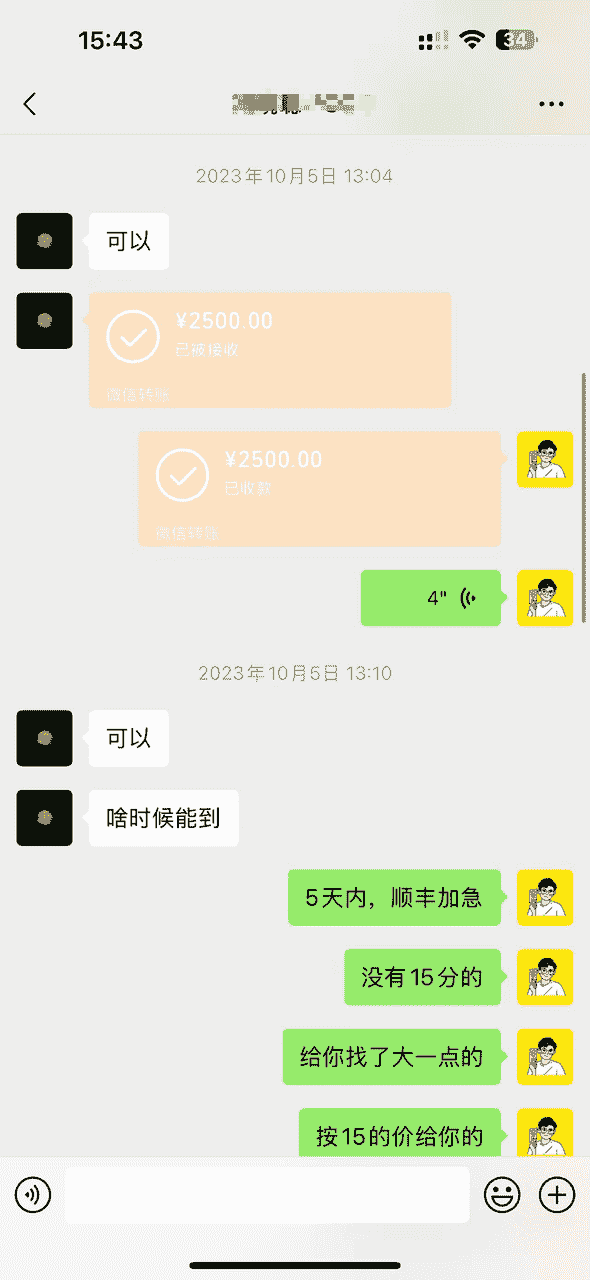 15:43
34
2023年10月5日 13:04
可以
¥2500.00
已被接收
微信转账
¥2500.00
已收款
微信转账
4"
2023年10月5日 13:10
可以
啥时候能到
5天内，顺丰加急
没有15分的
给你找了大一点的
按15的价给你的